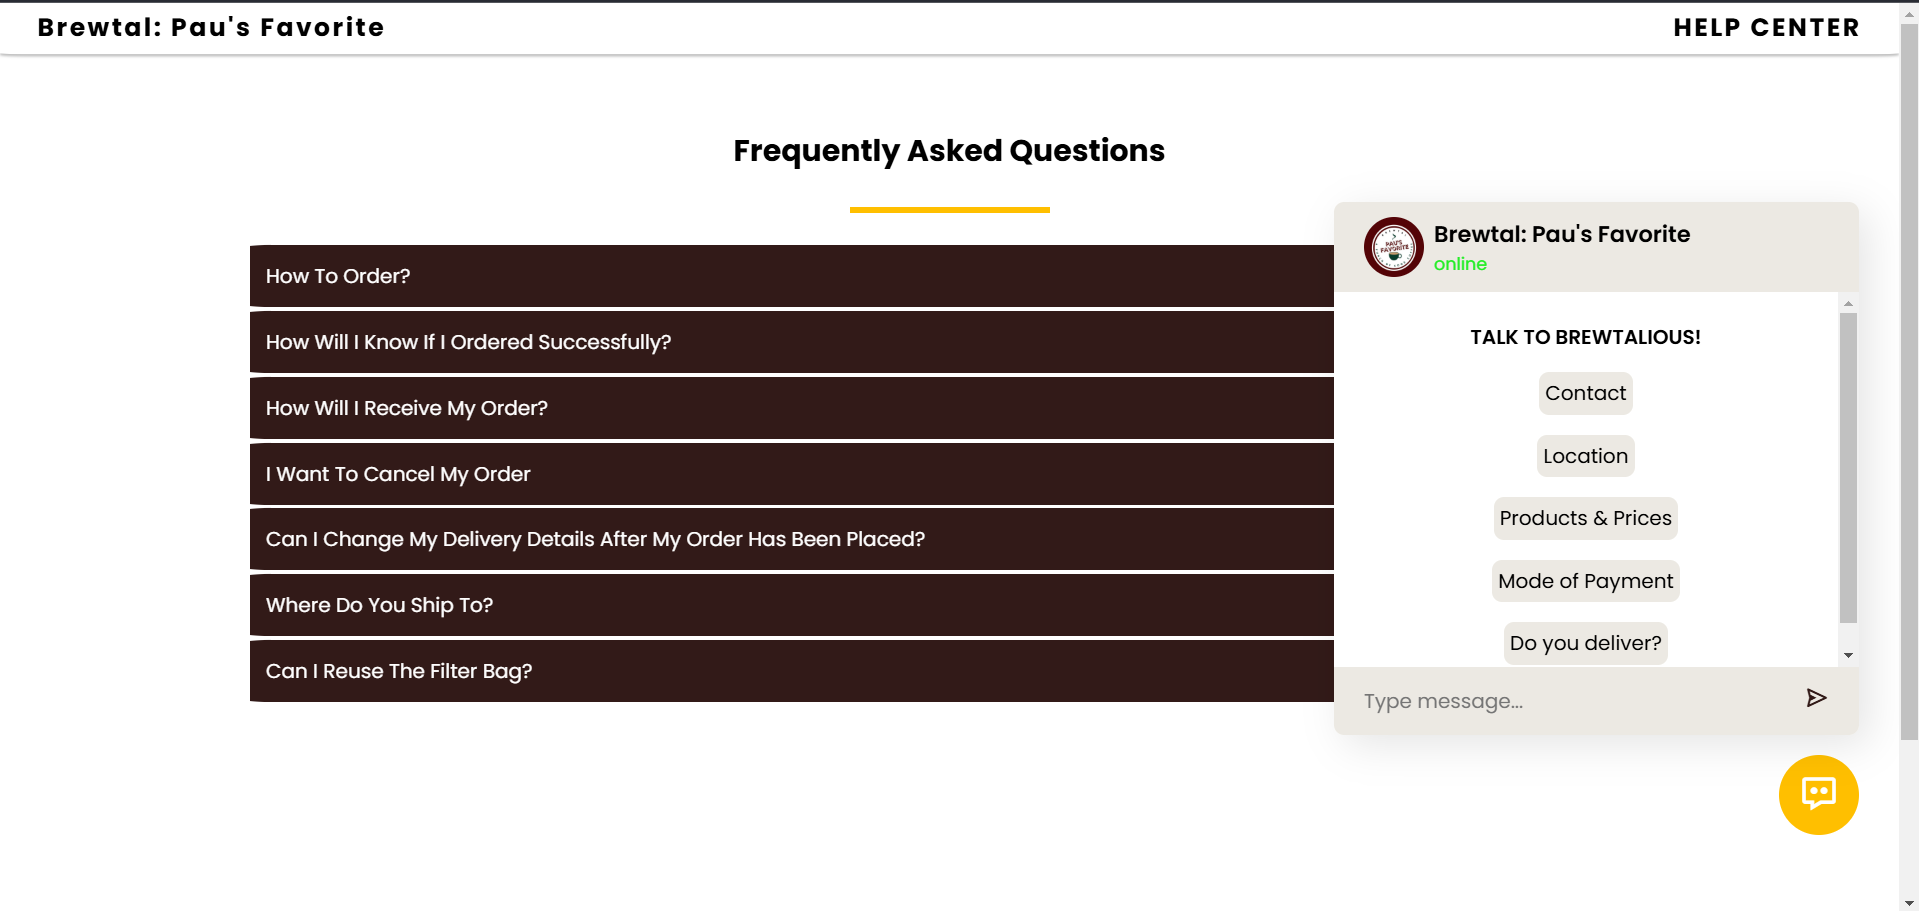 Brewtal: Pau's Favorite
HELP CENTER
Frequently Asked Questions
How To Order?
How Will I Know If I Ordered Successfully?
How Will I Receive My Order?
I Want To Cancel My Order
Can I Change My Delivery Details After My Order Has Been Placed?
Where Do You Ship To?
Can I Reuse The Filter Bag?
PAU'S
FAVORITE
Brewtal: Pau's Favorite
online
TALK TO BREWTALIOUS!
Contact
Location
Products & Prices
Mode of Payment
Do you deliver?
Type message...